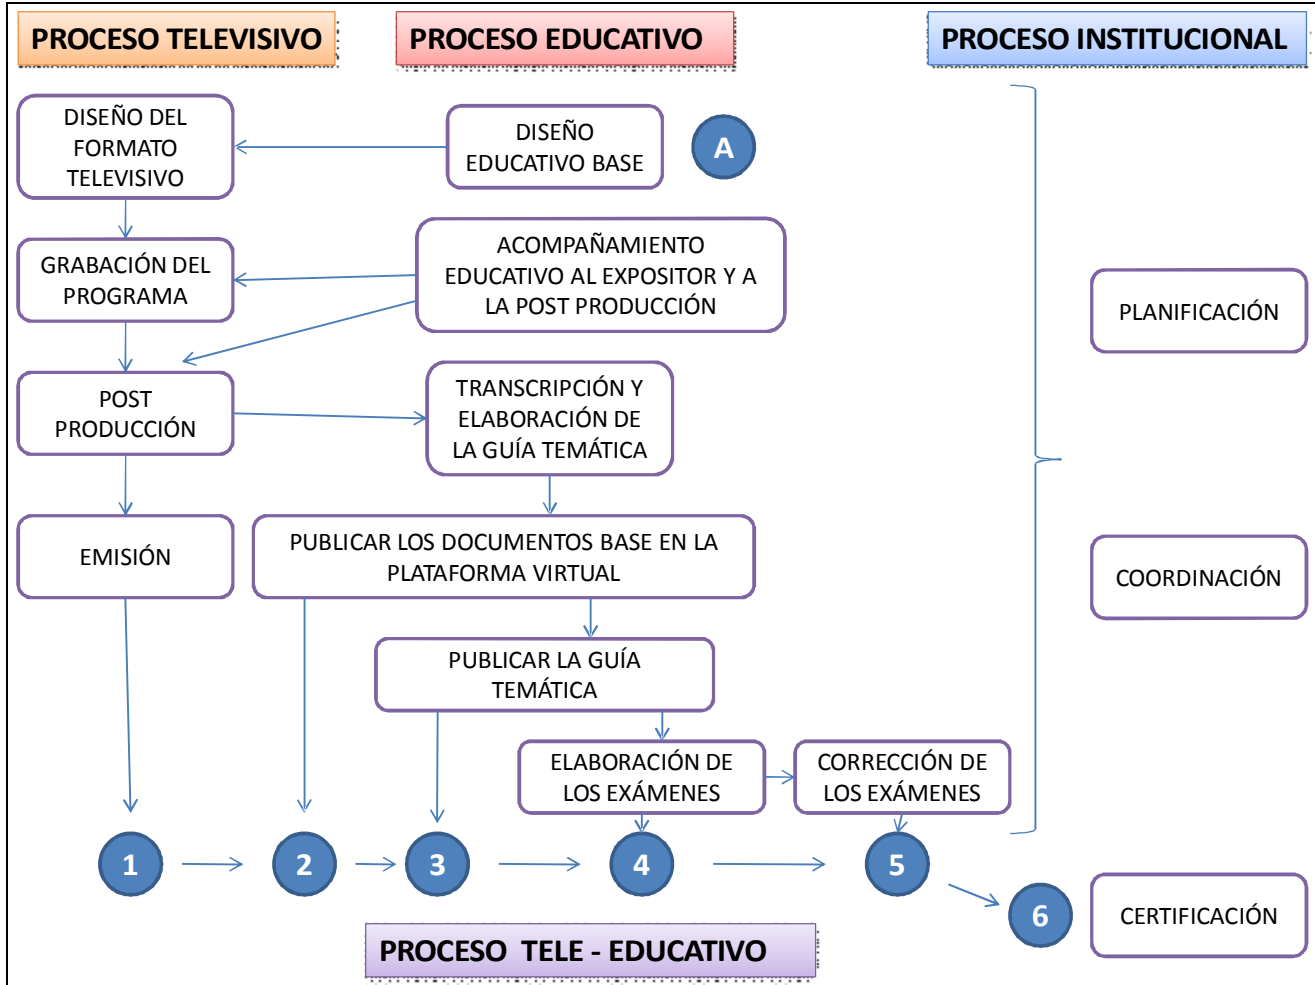 PROCESO TELEVISIVO
PROCESO EDUCATIVO
PROCESO INSTITUCIONAL
DISEÑO DEL
FORMATO
TELEVISIVO
DISEÑO
EDUCATIVO BASE
A
GRABACIÓN DEL
PROGRAMA
ACOMPAÑAMIENTO
EDUCATIVO AL EXPOSITOR Y A
LA POST PRODUCCIÓN
PLANIFICACIÓN
POST
PRODUCCIÓN
TRANSCRIPCIÓN Y
ELABORACIÓN DE
LA GUÍA TEMÁTICA
EMISIÓN
PUBLICAR LOS DOCUMENTOS BASE EN LA
PLATAFORMA VIRTUAL
COORDINACIÓN
PUBLICAR LA GUÍA
TEMÁTICA
ELABORACIÓN DE
LOS EXÁMENES
CORRECCIÓN DE
LOS EXÁMENES
1
2
3
4
5
6
CERTIFICACIÓN
PROCESO TELE - EDUCATIVO